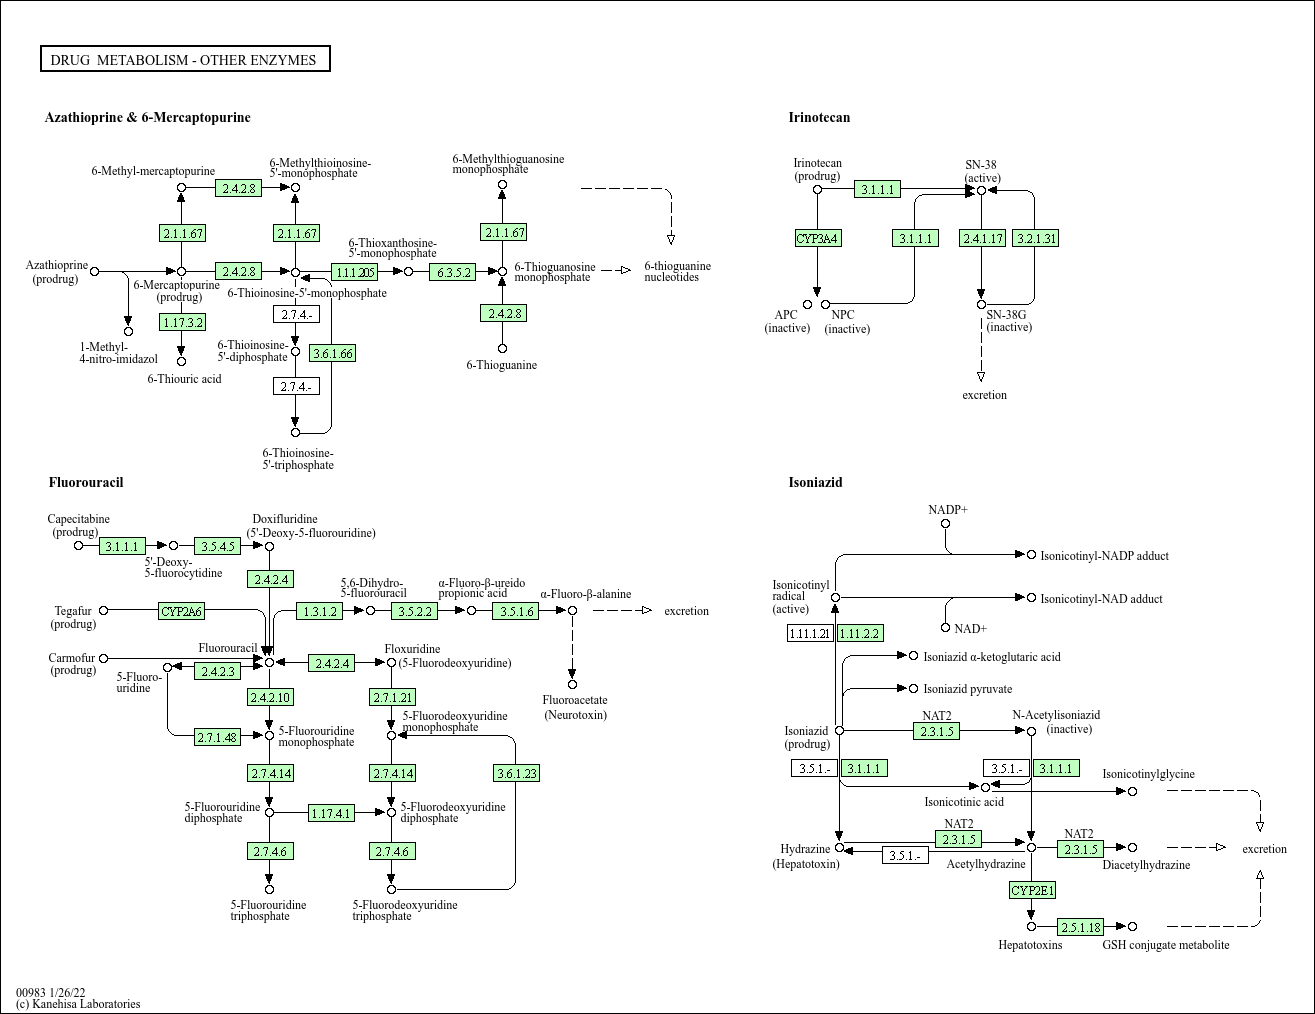 DRUG METABOLISM - OTHER ENZYMES
Azathioprine & 6-Mercaptopurine
6-Methyl-mercaptopurine
2.4.2.8
6-Methylthioinosine-
5'-monophosphate
6-Methylthioguanosine
monophosphate
2.1.1.67
2.1.1.67
2.1.1.67
6-Thioxanthosine-
5'-monophosphate
Azathioprine
(prodrug)
6-Mercaptopurine
(prodrug)
2.4.2.8
6-Thioinosine-5'-monophosphate
1.1.1.205
6.3.5.2
6-Thioguanosine
monophosphate
6-thioguanine
nucleotides
1-Methyl-
4-nitro-imidazol
1.17.3.2
6-Thiouric acid
2.7.4.-
6-Thioinosine-
5'-diphosphate
3.6.1.66
2.7.4.-
6-Thioinosine-
5'-triphosphate
2.4.2.8
6-Thioguanine
Irinotecan
Irinotecan
(prodrug)
3.1.1.1
SN-38
(active)
CYP3A4
3.1.1.1
2.4.1.17
3.2.1.31
APC
(inactive)
NPC
(inactive)
SN-38G
(inactive)
excretion
Fluorouracil
Capecitabine
(prodrug)
3.1.1.1
5'-Deoxy-
5-fluorocytidine
3.5.4.5
Doxifluridine
(5'-Deoxy-5-fluorouridine)
2.4.2.4
Tegafur
(prodrug)
CYP2A6
1.3.1.2
5,6-Dihydro-
5-fluorouracil
3.5.2.2
α-Fluoro-β-ureido
propionic acid
3.5.1.6
α-Fluoro-β-alanine
excretion
Carmofur
(prodrug)
Fluorouracil
2.4.2.4
Floxuridine
(5-Fluorodeoxyuridine)
5-Fluoro-
uridine
2.4.2.3
2.4.2.10
2.7.1.21
Fluoroacetate
(Neurotoxin)
2.7.1.48
5-Fluorouridine
monophosphate
5-Fluorodeoxyuridine
monophosphate
2.7.4.14
2.7.4.14
3.6.1.23
5-Fluorouridine
diphosphate
1.17.4.1
5-Fluorodeoxyuridine
diphosphate
2.7.4.6
2.7.4.6
5-Fluorouridine
triphosphate
5-Fluorodeoxyuridine
triphosphate
Isoniazid
NADP+
Isonicotinyl-NADP adduct
Isonicotinyl
radical
(active)
Isonicotinyl-NAD adduct
NAD+
1.11.1.21
1.11.2.2
Isoniazid α-ketoglutaric acid
Isoniazid pyruvate
Isoniazid
(prodrug)
NAT2
2.3.1.5
N-Acetylisoniazid
(inactive)
3.5.1.-
3.1.1.1
3.5.1.-
3.1.1.1
Isonicotinic acid
Isonicotinylglycine
Hydrazine
(Hepatotoxin)
NAT2
2.3.1.5
3.5.1.-
Acetylhydrazine
NAT2
2.3.1.5
Diacetylhydrazine
excretion
CYP2E1
Hepatotoxins
2.5.1.18
GSH conjugate metabolite
00983 1/26/22
(c) Kanehisa Laboratories